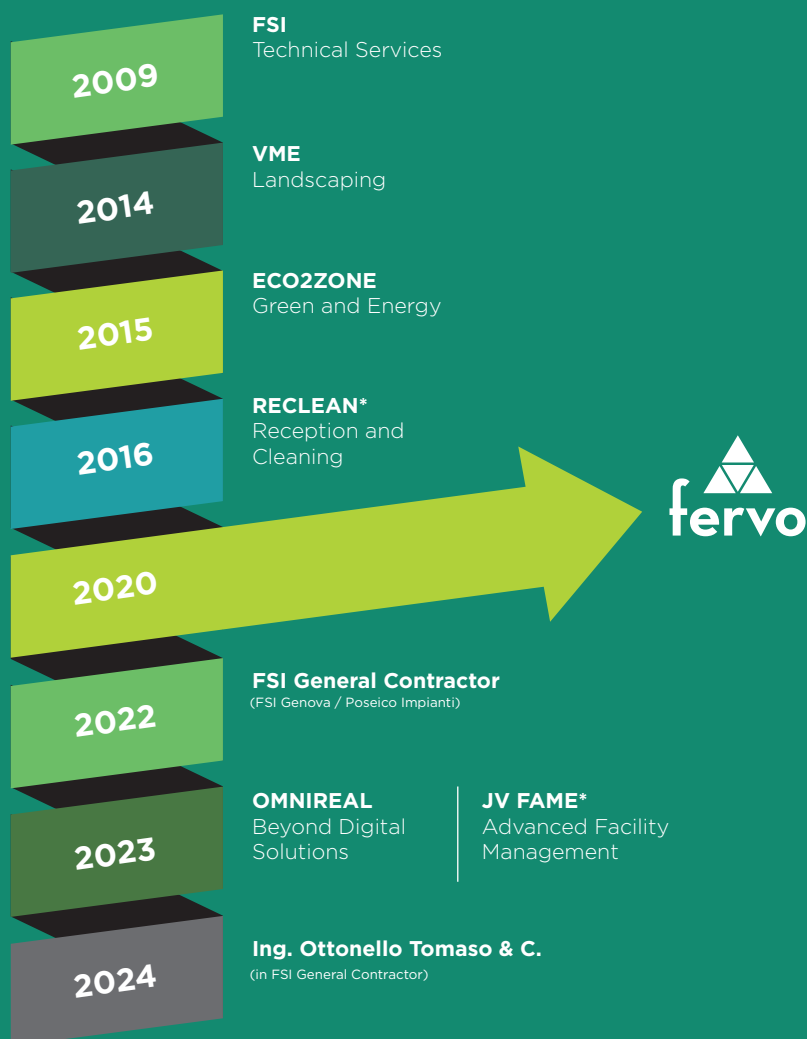 2009
FSI
Technical Services
2014
VME
Landscaping
2015
ECO2ZONE
Green and Energy
2016
RECLEAN*
Reception and
Cleaning
2020
fervo
2022
FSI General Contractor
(FSI Genova / Poseico Impianti)
2023
OMNIREAL
Beyond Digital
Solutions
JV FAME*
Advanced Facility
Management
2024
Ing. Ottonello Tomaso & C.
(in FSI General Contractor)